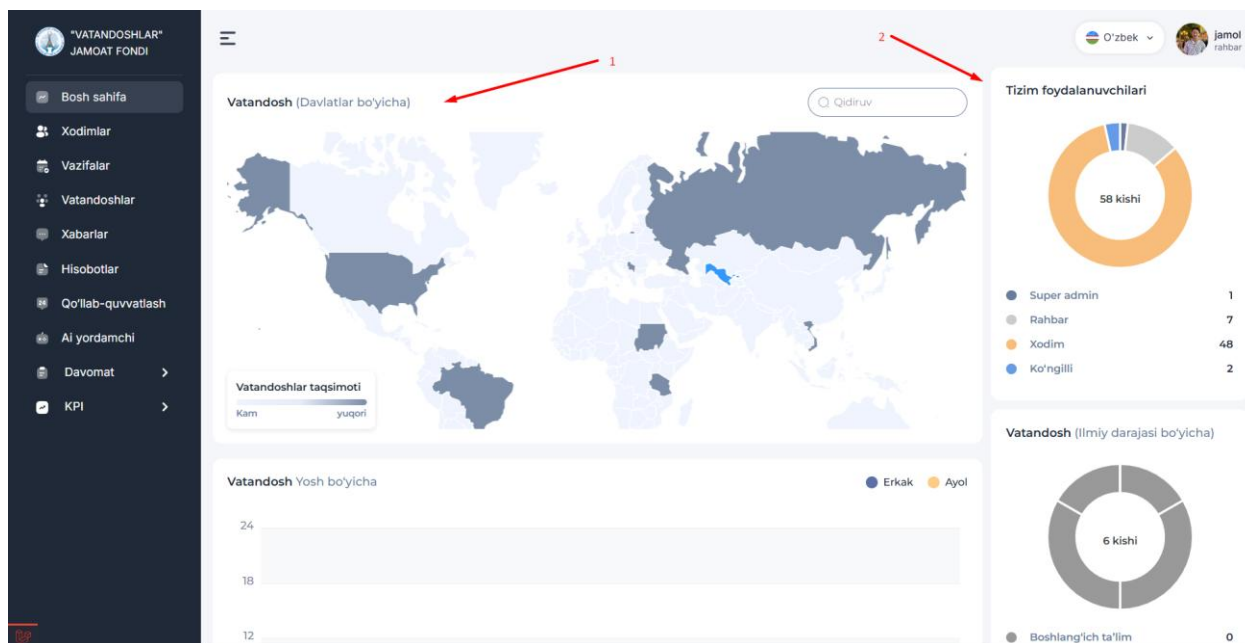 "VATANDOSHLAR"
JAMOAT FONDI
Bosh sahifa
Xodimlar
Vazifalar
Vatandoshlar
Xabarlar
Hisobotlar
Qo'llab-quvvatlash
Ai yordamchi
Davomat
KPI
1
2
O'zbek
jamol
rahbar
Vatandosh (Davlatlar bo'yicha)
Qidiruv
Vatandoshlar taqsimoti
Kam yuqori
Tizim foydalanuvchilari
58 kishi
Super admin 1
Rahbar 7
Xodim 48
Ko'ngilli 2
Vatandosh Yosh bo'yicha
Erkak Ayol
24
18
12
Vatandosh (Ilmiy darajasi bo'yicha)
6 kishi
Boshlang'ich ta'lim 0